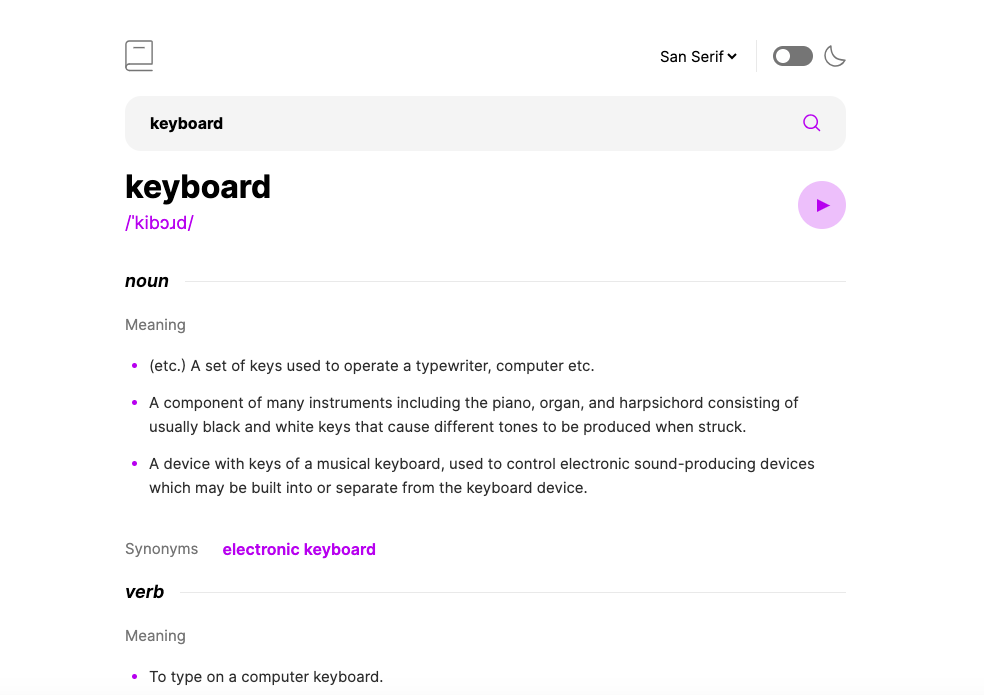 San Serif
keyboard
keyboard
/ˈkibɔɹd/
noun
Meaning
(etc.) A set of keys used to operate a typewriter, computer etc.
A component of many instruments including the piano, organ, and harpsichord consisting of
usually black and white keys that cause different tones to be produced when struck.
A device with keys of a musical keyboard, used to control electronic sound-producing devices
which may be built into or separate from the keyboard device.
Synonyms electronic keyboard
verb
Meaning
To type on a computer keyboard.